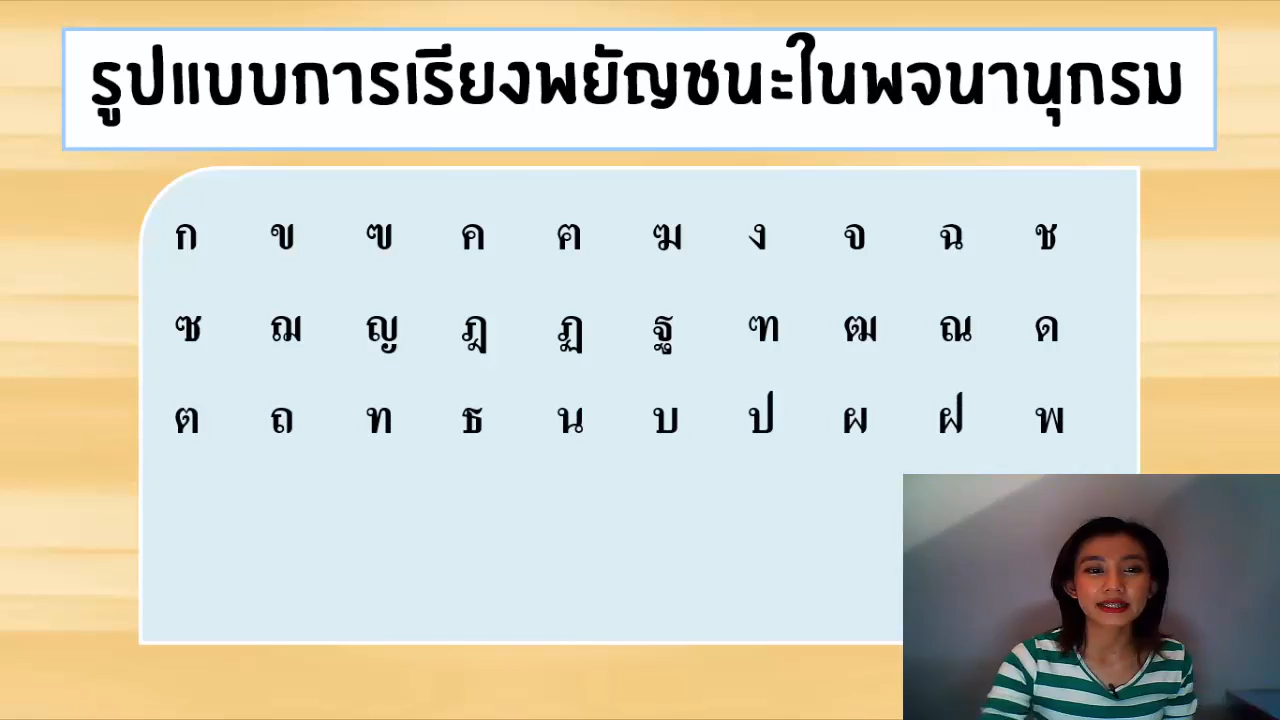 รูปแบบการเรียงพยัญชนะในพจนานุกรม
ก ข ฃ ค ฅ ฆ ง จ ฉ ช
ซ ฌ ญ ฎ ฏ ฐ ฑ ฒ ณ ด
ต ถ ท ธ น บ ป ผ ฝ พ